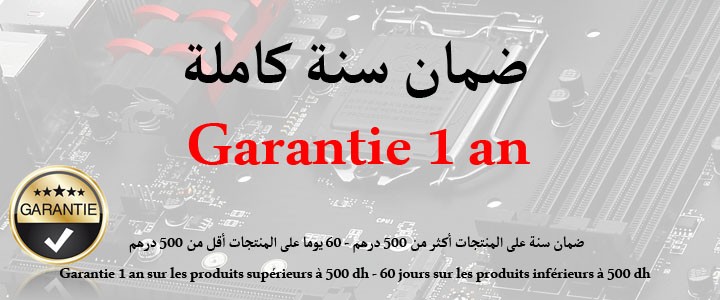 ضمان سنة كاملة
Garantie 1 an
GARANTIE
ضمان سنة على المنتجات أكثر من 500 درهم - 60 يوما على المنتجات أقل من 500 درهم
Garantie 1 an sur les produits supérieurs à 500 dh - 60 jours sur les produits inférieurs à 500 dh